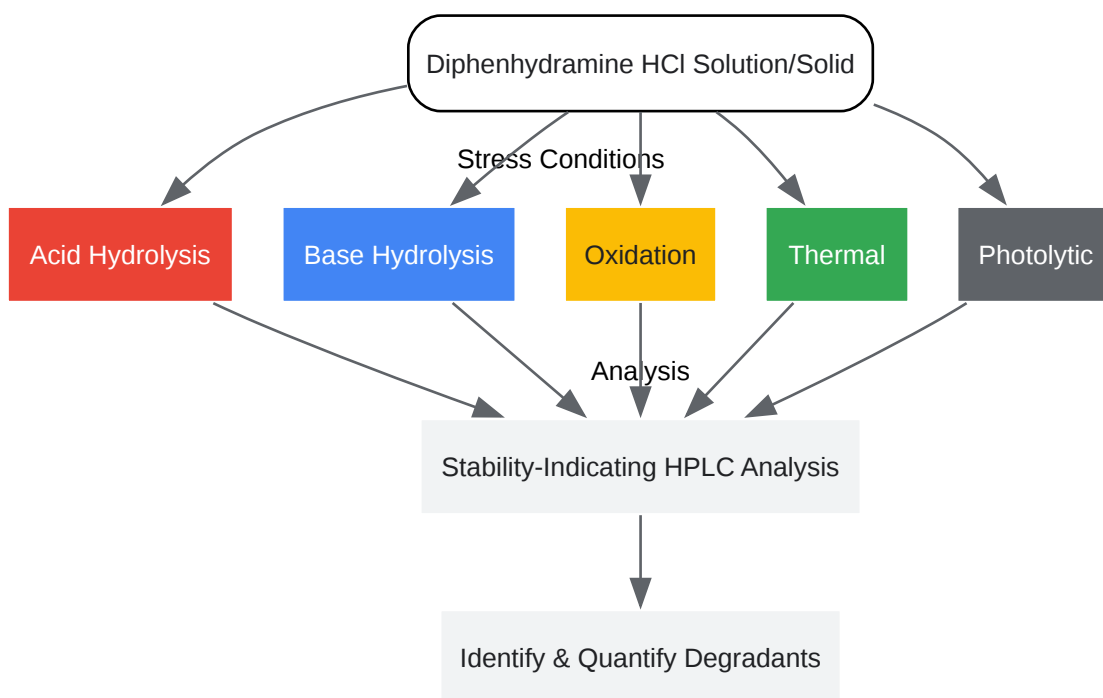 Diphenhydramine HCl Solution/Solid
Stress Conditions
Acid Hydrolysis
Base Hydrolysis
Oxidation
Thermal
Photolytic
Analysis
Stability-Indicating HPLC Analysis
Identify & Quantify Degradants